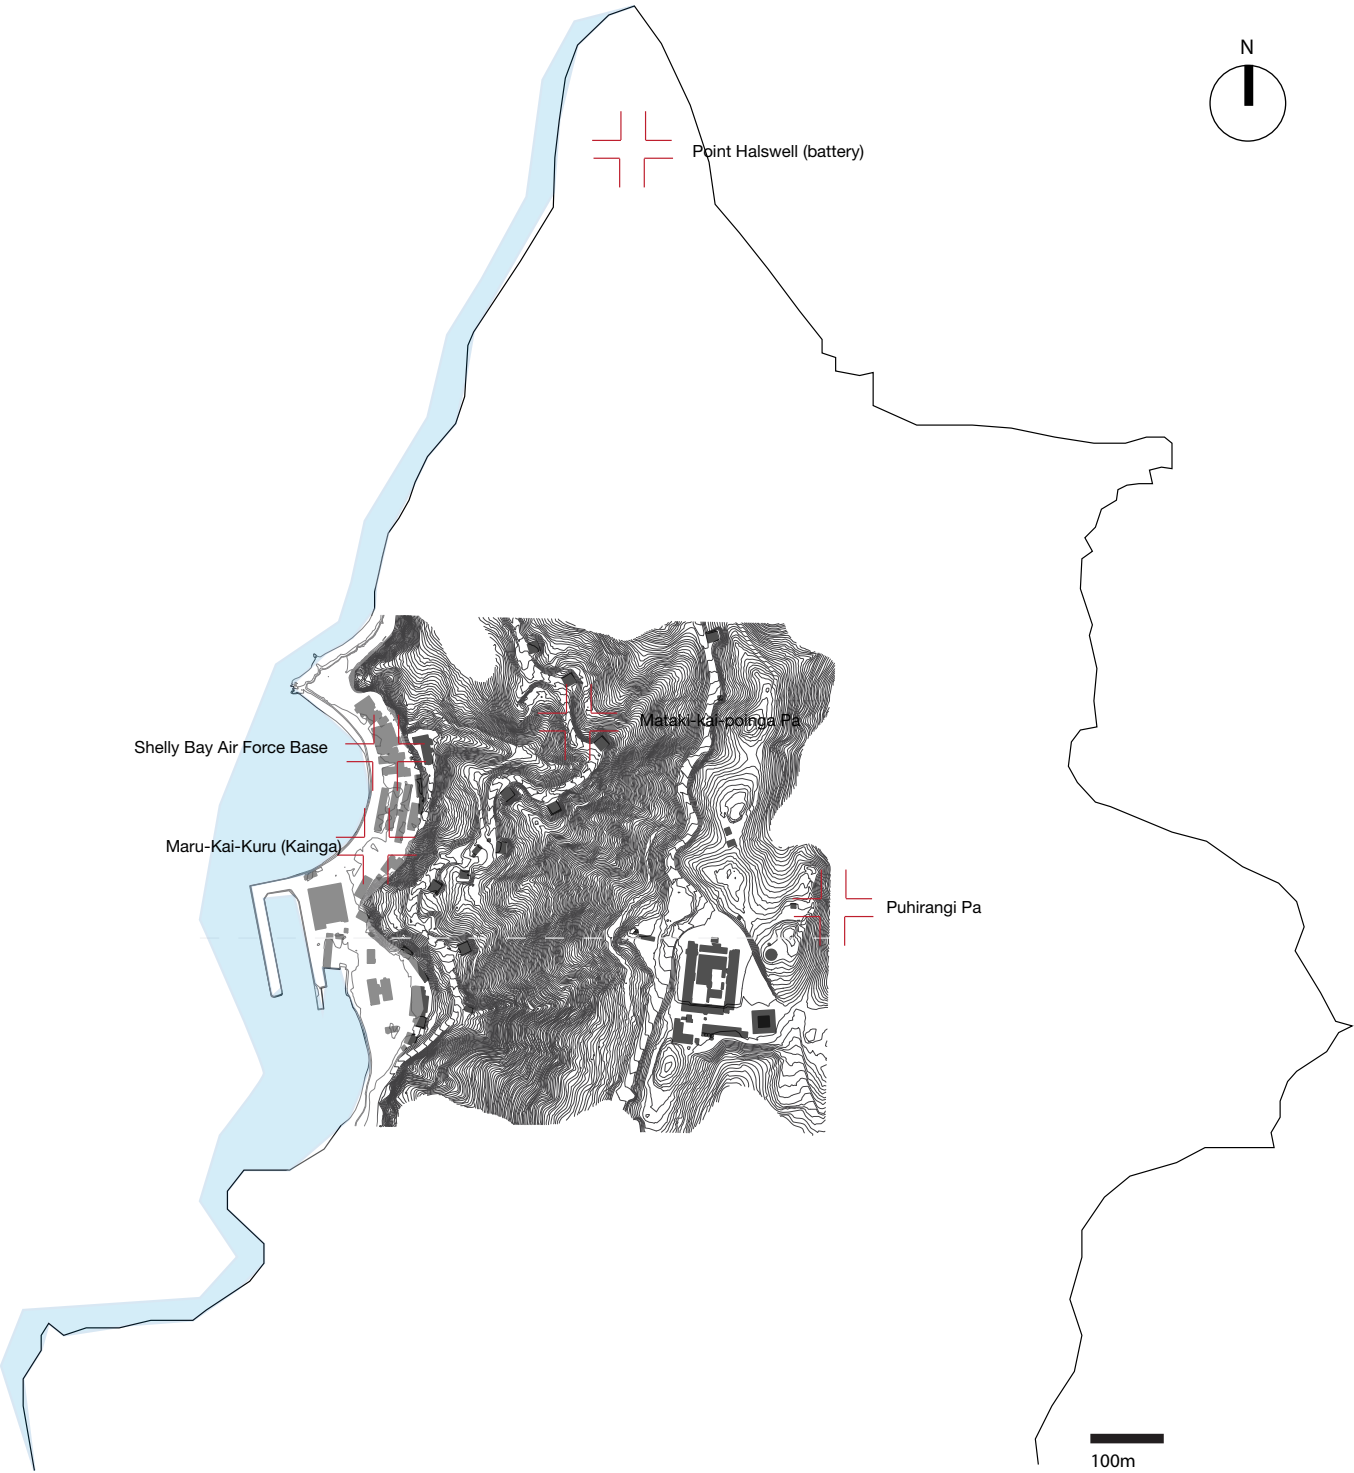 N
Point Halswell (battery)
Mataki-kai-poinga Pa
Shelly Bay Air Force Base
Maru-Kai-Kuru (Kainga)
Puhirangi Pa
100m